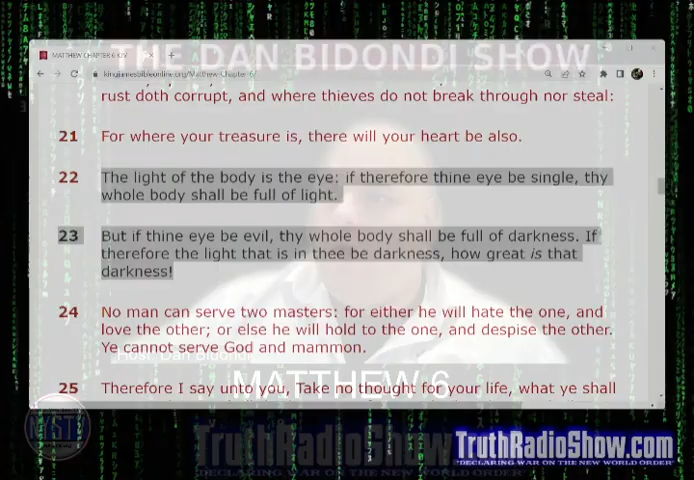 THE DAN BIDONDI SHOW
MATTHEW CHAPTER 6 KJV
kingjamesbibleonline.org/Matthew-Chapter-6/
rust doth corrupt, and where thieves do not break through nor steal:
21 For where your treasure is, there will your heart be also.
22 The light of the body is the eye: if therefore thine eye be single, thy
whole body shall be full of light.
23 But if thine eye be evil, thy whole body shall be full of darkness. If
therefore the light that is in thee be darkness, how great is that
darkness!
24 No man can serve two masters: for either he will hate the one, and
love the other; or else he will hold to the one, and despise the other.
Ye cannot serve God and mammon.
Host Dan Bidondi
25 Therefore I say unto you, Take no thought for your life, what ye shall
MATTHEW 6
TruthRadioShow.com
TruthRadioShow.com
DECLARING WAR ON THE NEW WORLD ORDER
DECLARING WAR ON THE NEW WORLD ORDER